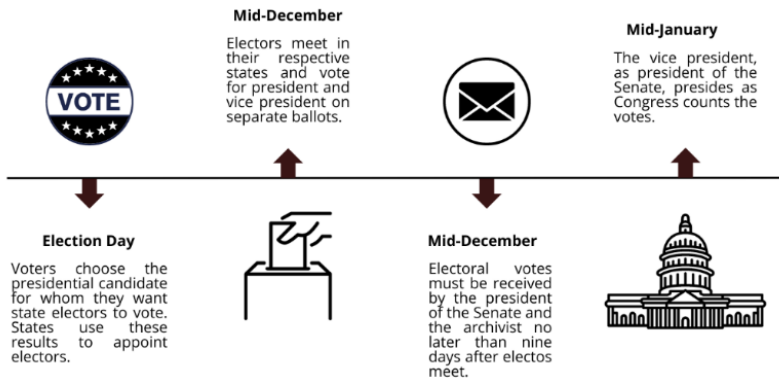 VOTE
Election Day
Voters choose the
presidential candidate
for whom they want
state electors to vote.
States use these
results to appoint
electors.
Mid-December
Electors meet in
their respective
states and vote
for president and
vice president on
separate ballots.
Mid-December
Electoral votes
must be received
by the president
of the Senate and
the archivist no
later than nine
days after electos
meet.
Mid-January
The vice president,
as president of the
Senate, presides as
Congress counts the
votes.